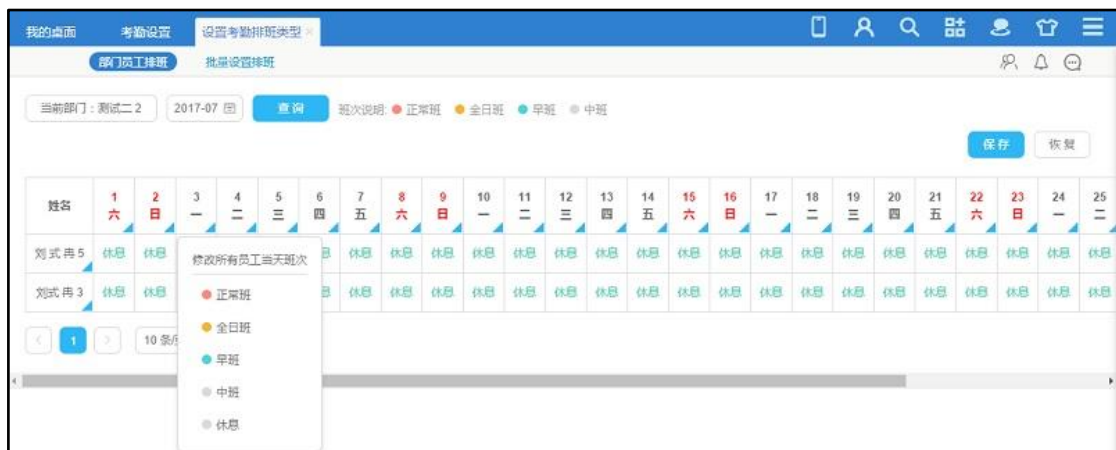 我的桌面 考勤设置 设置考勤排班类型 ×
部门员工排班 批量设置排班
当前部门：测试二 2 2017-07 查 询 班次说明: 正常班 全日班 早班 中班
保 存 恢 复
姓名 1 2 3 4 5 6 7 8 9 10 11 12 13 14 15 16 17 18 19 20 21 22 23 24 25
六 日 一 二 三 四 五 六 日 一 二 三 四 五 六 日 一 二 三 四 五 六 日 一 二
刘 式 冉 5 休息 休息 休息 休息 休息 休息 休息 休息 休息 休息 休息 休息 休息 休息 休息 休息 休息 休息 休息 休息 休息
刘式 冉 3 休息 休息 休息 休息 休息 休息 休息 休息 休息 休息 休息 休息 休息 休息 休息 休息 休息 休息 休息 休息 休息
< 1 > 10 条/
修改所有员工当天班次
正常班
全日班
早班
中班
休息